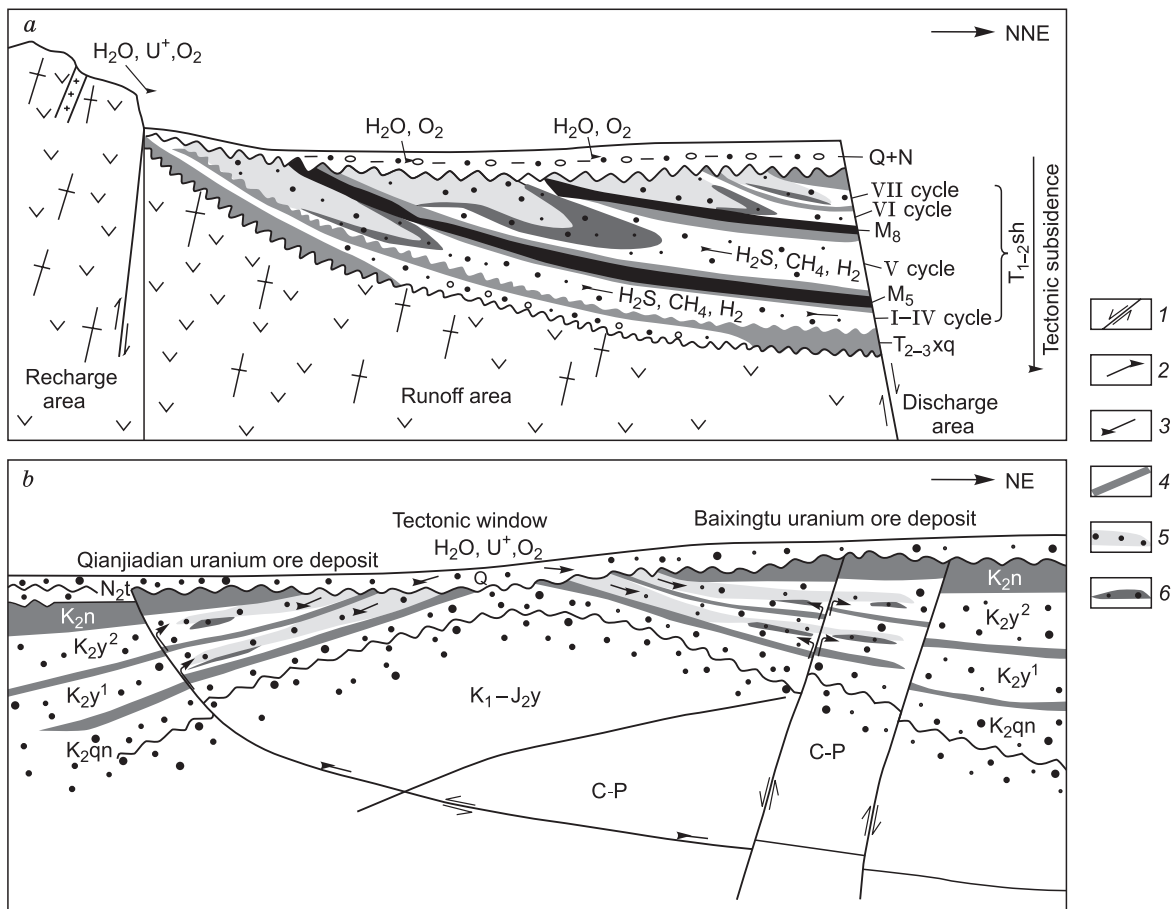 a
H₂O, U⁺,O₂
NNE
H₂O, O₂
H₂O, O₂
Q+N
VII cycle
VI cycle
M₈
V cycle
M₅
I–IV cycle
T₂₋₃xq
T₁₋₂sh
Tectonic subsidence
H₂S, CH₄, H₂
H₂S, CH₄, H₂
Recharge
area
Runoff area
Discharge
area
b
NE
Tectonic window
H₂O, U⁺,O₂
Qianjiadian uranium ore deposit
Baixingtu uranium ore deposit
Q
N₂t
K₂n
K₂y²
K₂y¹
K₂qn
K₁–J₂y
C-P
C-P
K₂n
K₂y²
K₂y¹
K₂qn
1
2
3
4
5
6